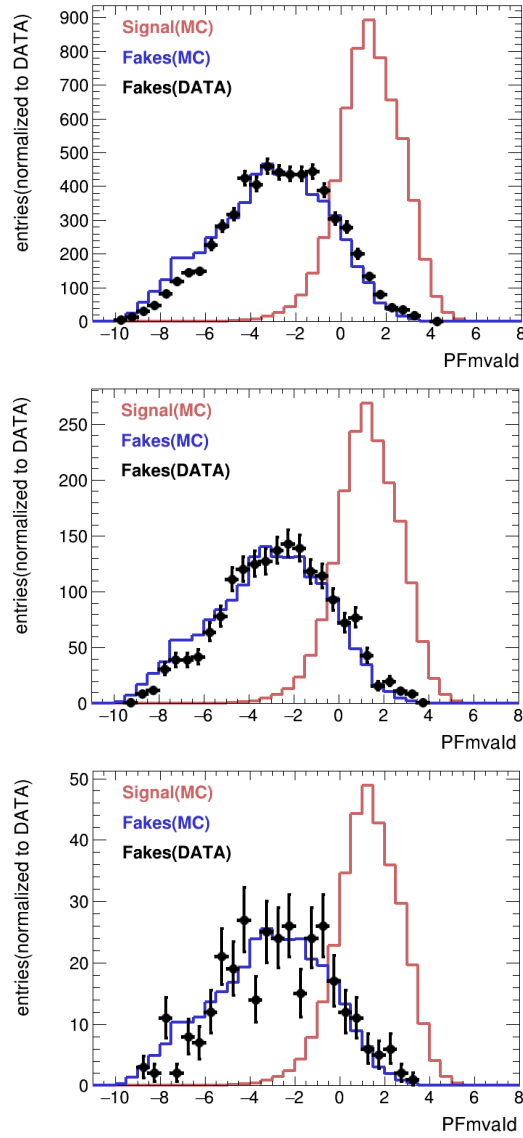 entries(normalized to DATA)
900
800
700
600
500
400
300
200
100
0
Signal(MC)
Fakes(MC)
Fakes(DATA)
−10 −8 −6 −4 −2 0 2 4 6 8
PFmvaId
entries(normalized to DATA)
250
200
150
100
50
0
Signal(MC)
Fakes(MC)
Fakes(DATA)
−10 −8 −6 −4 −2 0 2 4 6 8
PFmvaId
entries(normalized to DATA)
50
40
30
20
10
0
Signal(MC)
Fakes(MC)
Fakes(DATA)
−10 −8 −6 −4 −2 0 2 4 6 8
PFmvaId